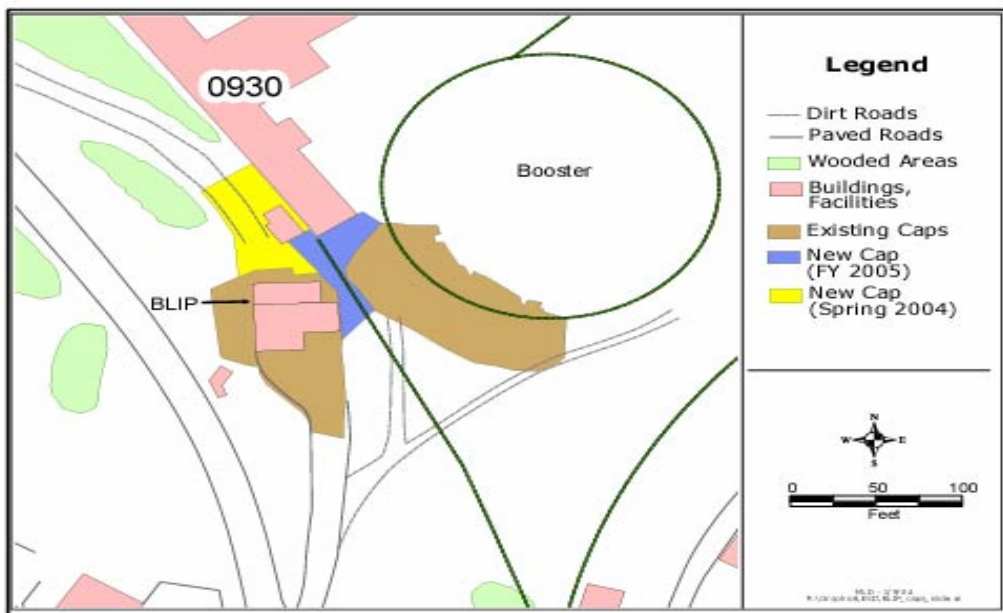 0930
Booster
BLIP
Legend
Dirt Roads
Paved Roads
Wooded Areas
Buildings,
Facilities
Existing Caps
New Cap
(FY 2005)
New Cap
(Spring 2004)
N
W E
S
0 50 100
Feet